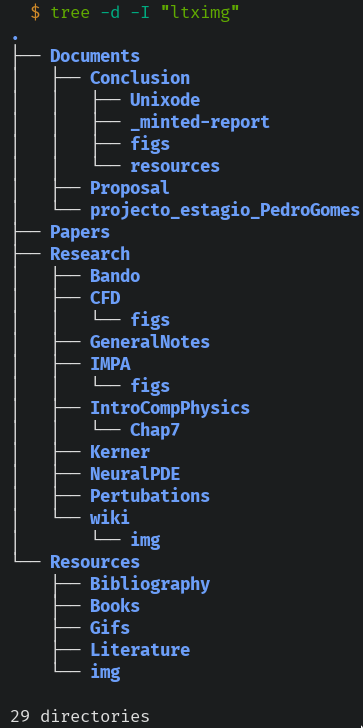 $ tree -d -I "ltximg"
.
├── Documents
│   ├── Conclusion
│   │   ├── Unixode
│   │   ├── _minted-report
│   │   ├── figs
│   │   └── resources
│   ├── Proposal
│   └── projecto_estagio_PedroGomes
├── Papers
├── Research
│   ├── Bando
│   ├── CFD
│   │   └── figs
│   ├── GeneralNotes
│   ├── IMPA
│   │   └── figs
│   ├── IntroCompPhysics
│   │   └── Chap7
│   ├── Kerner
│   ├── NeuralPDE
│   ├── Pertubations
│   └── wiki
│       └── img
└── Resources
    ├── Bibliography
    ├── Books
    ├── Gifs
    ├── Literature
    └── img

29 directories